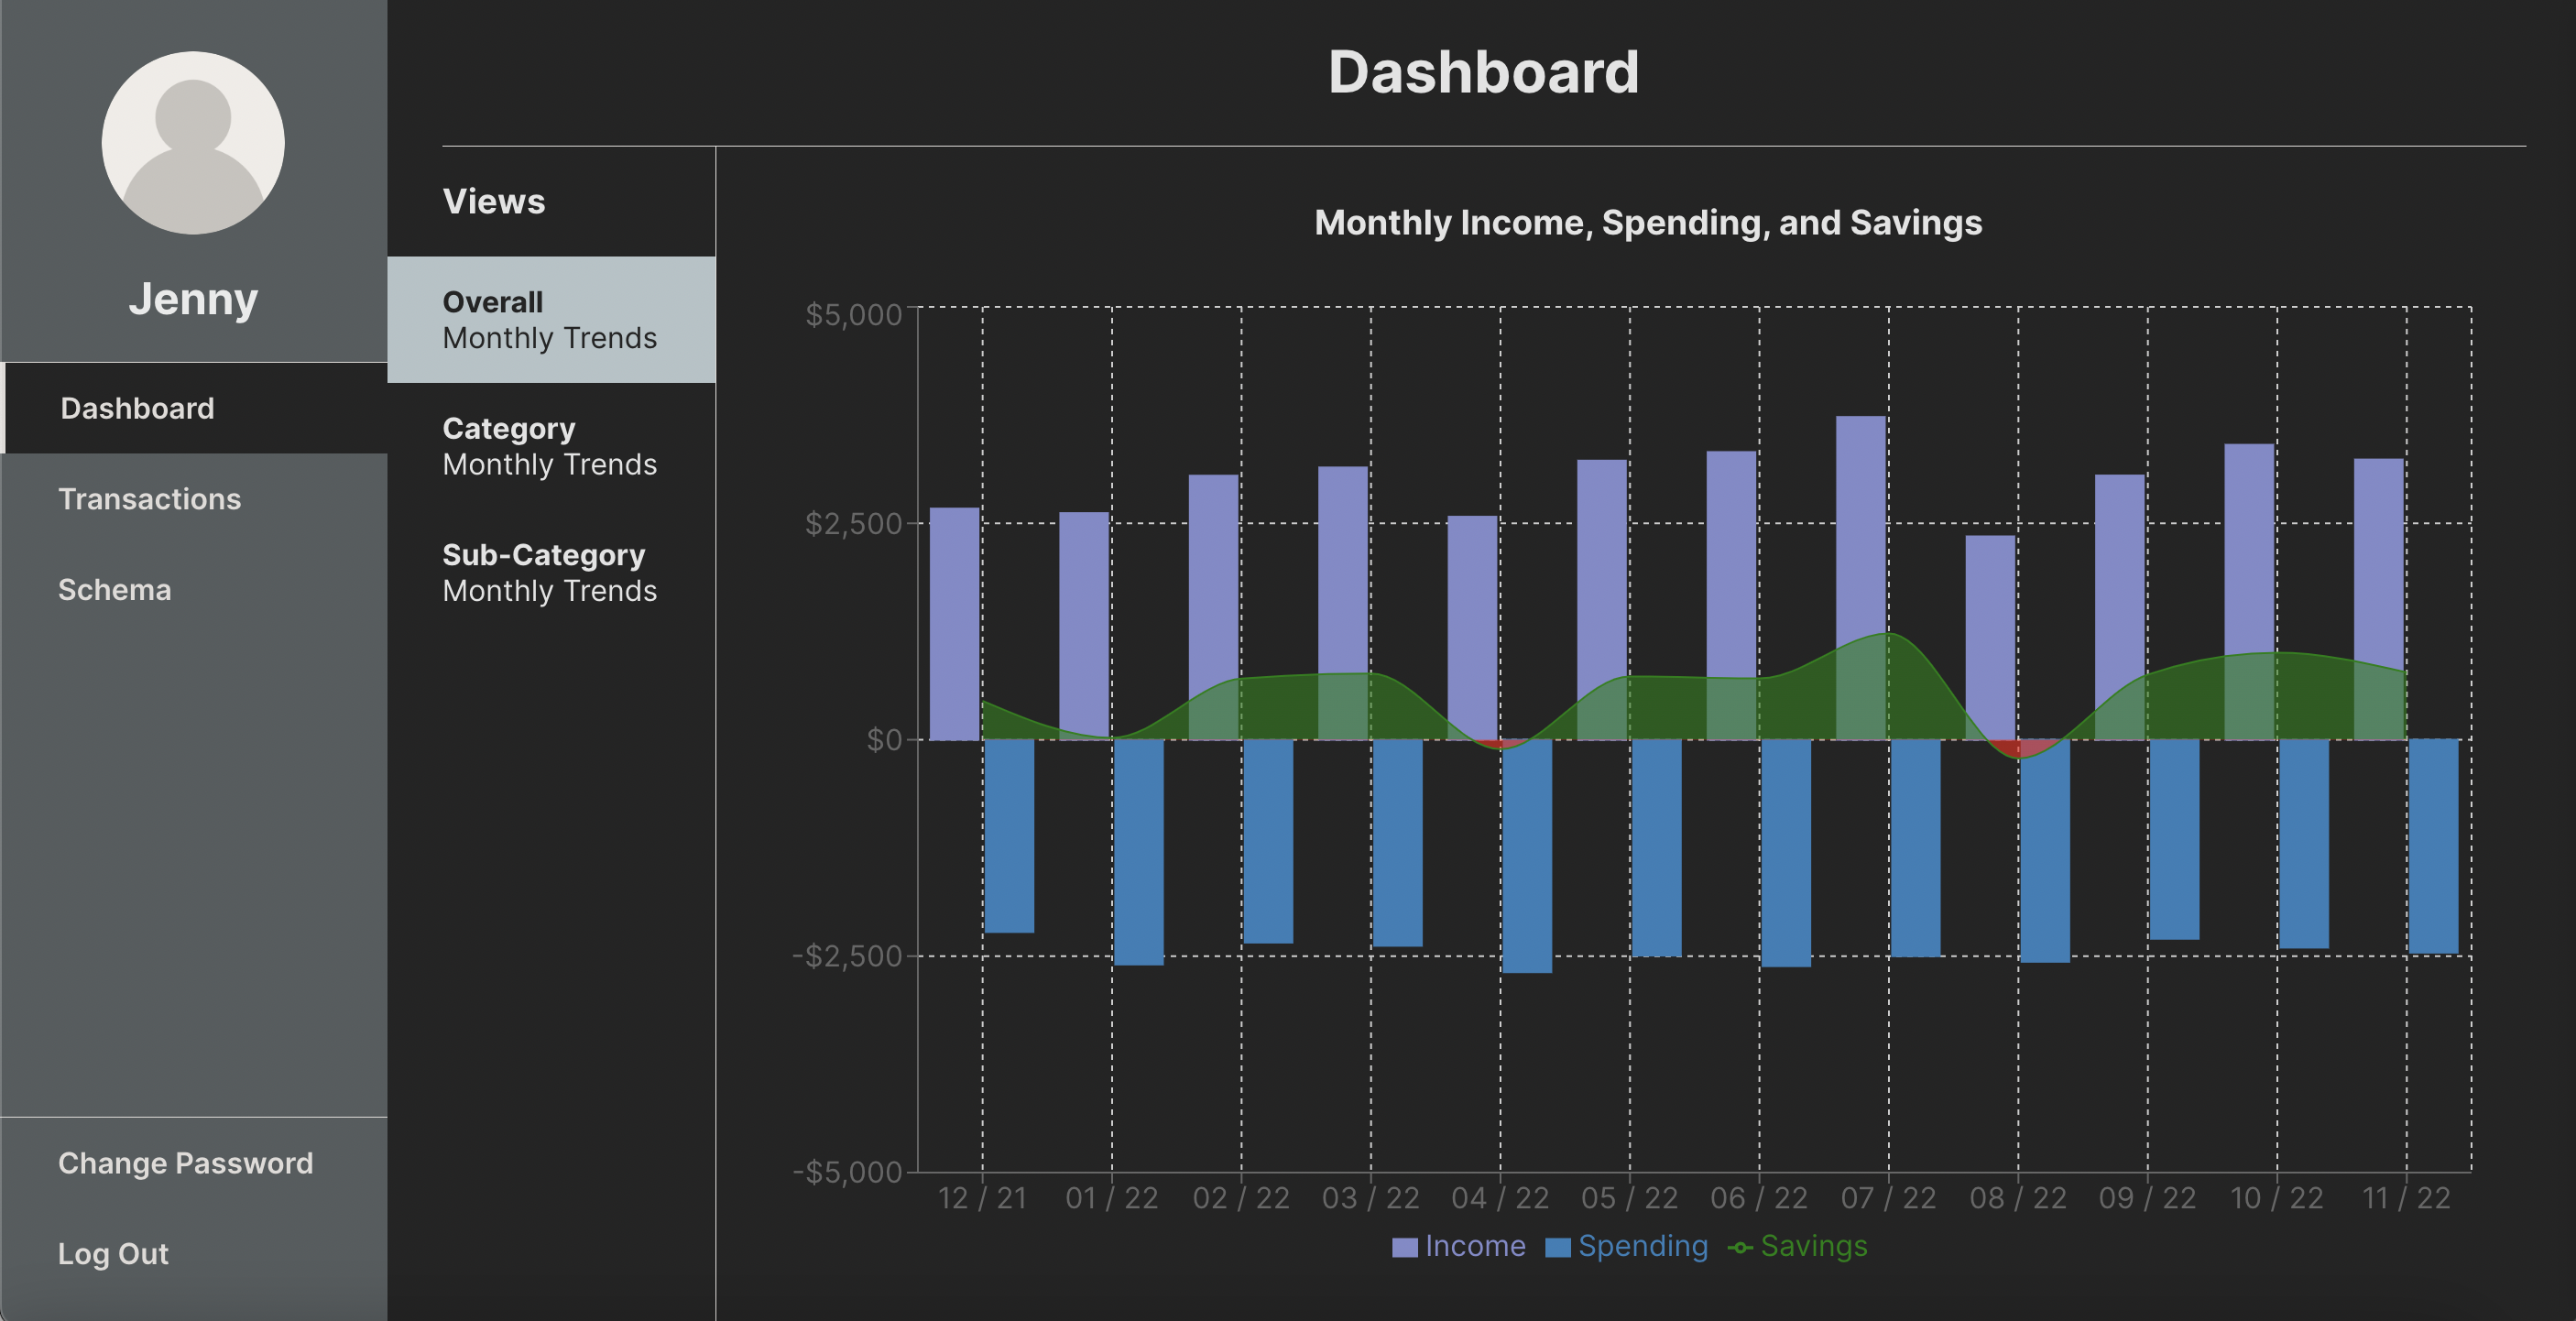 Jenny
Dashboard
Transactions
Schema
Change Password
Log Out
Dashboard
Views
Overall
Monthly Trends
Category
Monthly Trends
Sub-Category
Monthly Trends
Monthly Income, Spending, and Savings
$5,000
$2,500
$0
-$2,500
-$5,000
12 / 21 01 / 22 02 / 22 03 / 22 04 / 22 05 / 22 06 / 22 07 / 22 08 / 22 09 / 22 10 / 22 11 / 22
Income Spending Savings